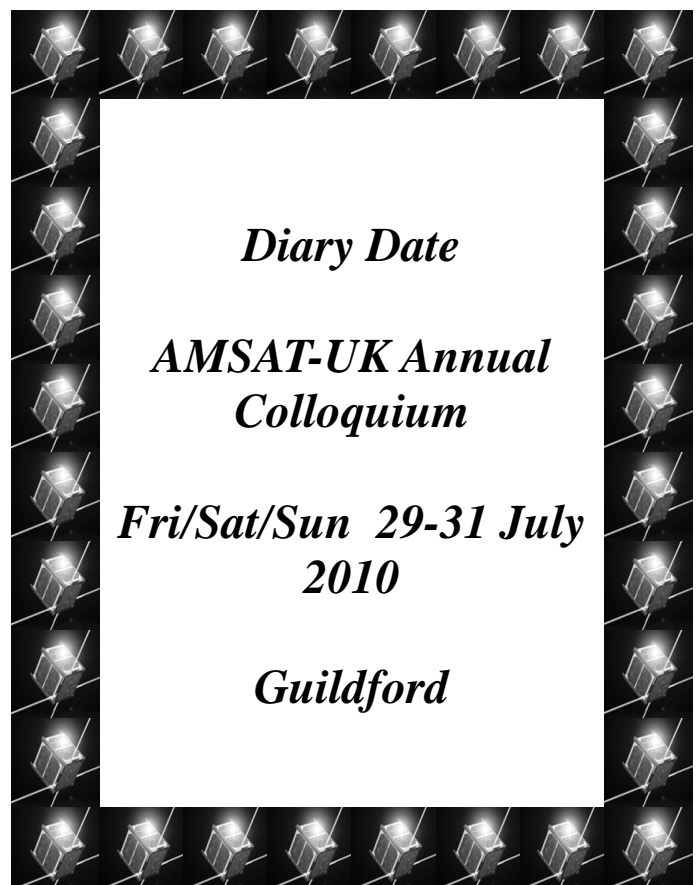 Diary Date
AMSAT-UK Annual
Colloquium
Fri/Sat/Sun  29-31 July
2010
Guildford